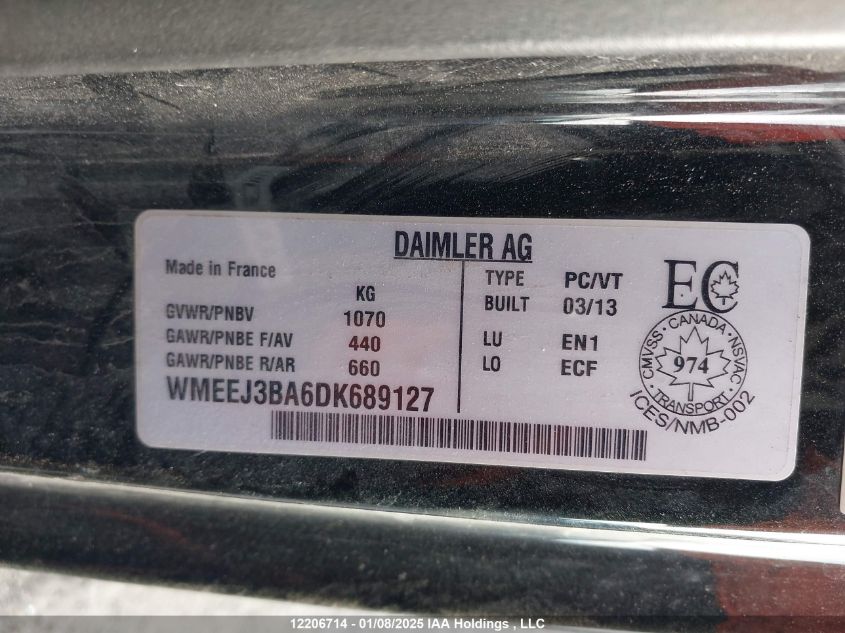 DAIMLER AG
Made in France
KG
GVWR/PNBV 1070
GAWR/PNBE F/AV 440
GAWR/PNBE R/AR 660
WMEEJ3BA6DK689127
TYPE PC/VT
BUILT 03/13
LU EN1
LO ECF
EC
CMVSS · CANADA · NSVAC
974
· TRANSPORT ·
ICES/NMB-002
12206714 - 01/08/2025 IAA Holdings , LLC